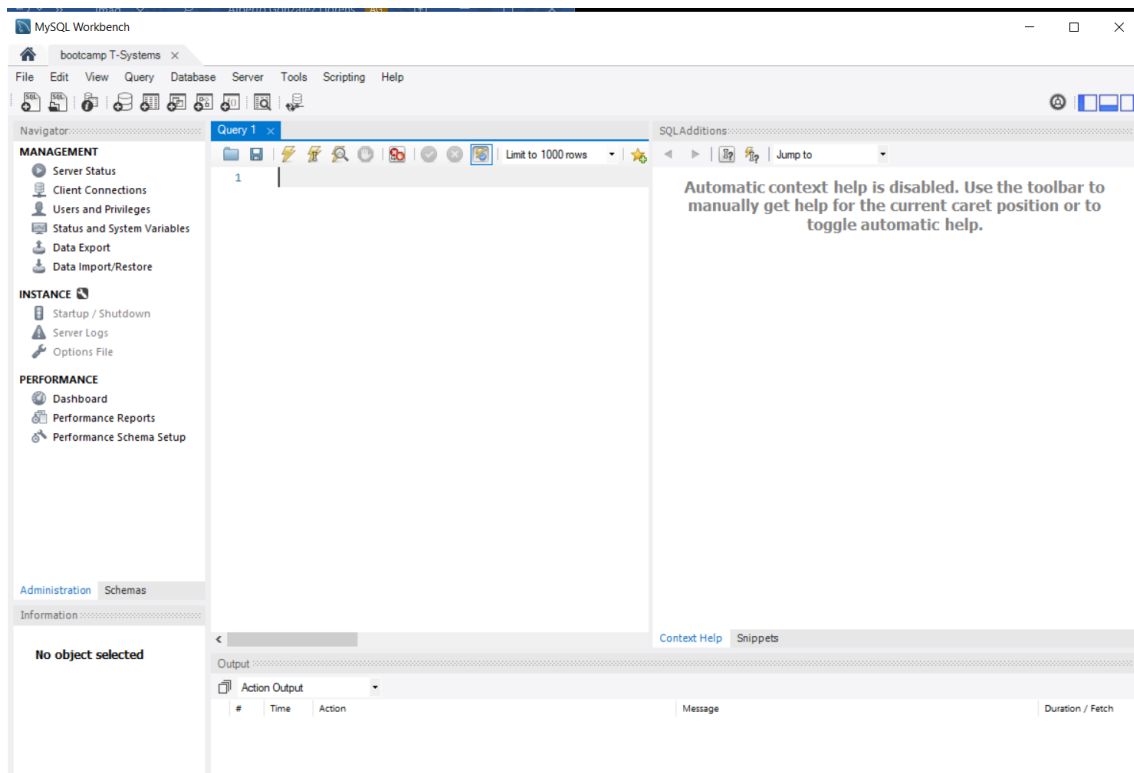 Alberto González Llorens AG
MySQL Workbench
bootcamp T-Systems
File Edit View Query Database Server Tools Scripting Help
Navigator
MANAGEMENT
Server Status
Client Connections
Users and Privileges
Status and System Variables
Data Export
Data Import/Restore
INSTANCE
Startup / Shutdown
Server Logs
Options File
PERFORMANCE
Dashboard
Performance Reports
Performance Schema Setup
Administration Schemas
Information
No object selected
Query 1
Limit to 1000 rows
1
SQLAdditions
Jump to
Automatic context help is disabled. Use the toolbar to
manually get help for the current caret position or to
toggle automatic help.
Context Help Snippets
Output
Action Output
# Time Action Message Duration / Fetch